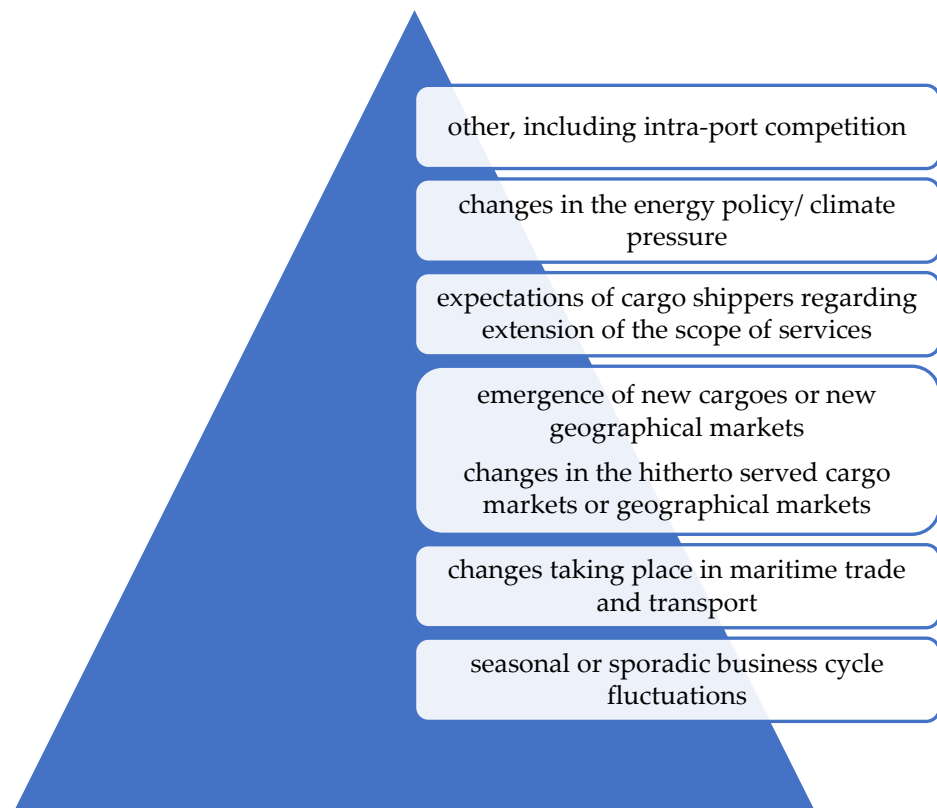 other, including intra-port competition
changes in the energy policy/ climate
pressure
expectations of cargo shippers regarding
extension of the scope of services
emergence of new cargoes or new
geographical markets
changes in the hitherto served cargo
markets or geographical markets
changes taking place in maritime trade
and transport
seasonal or sporadic business cycle
fluctuations